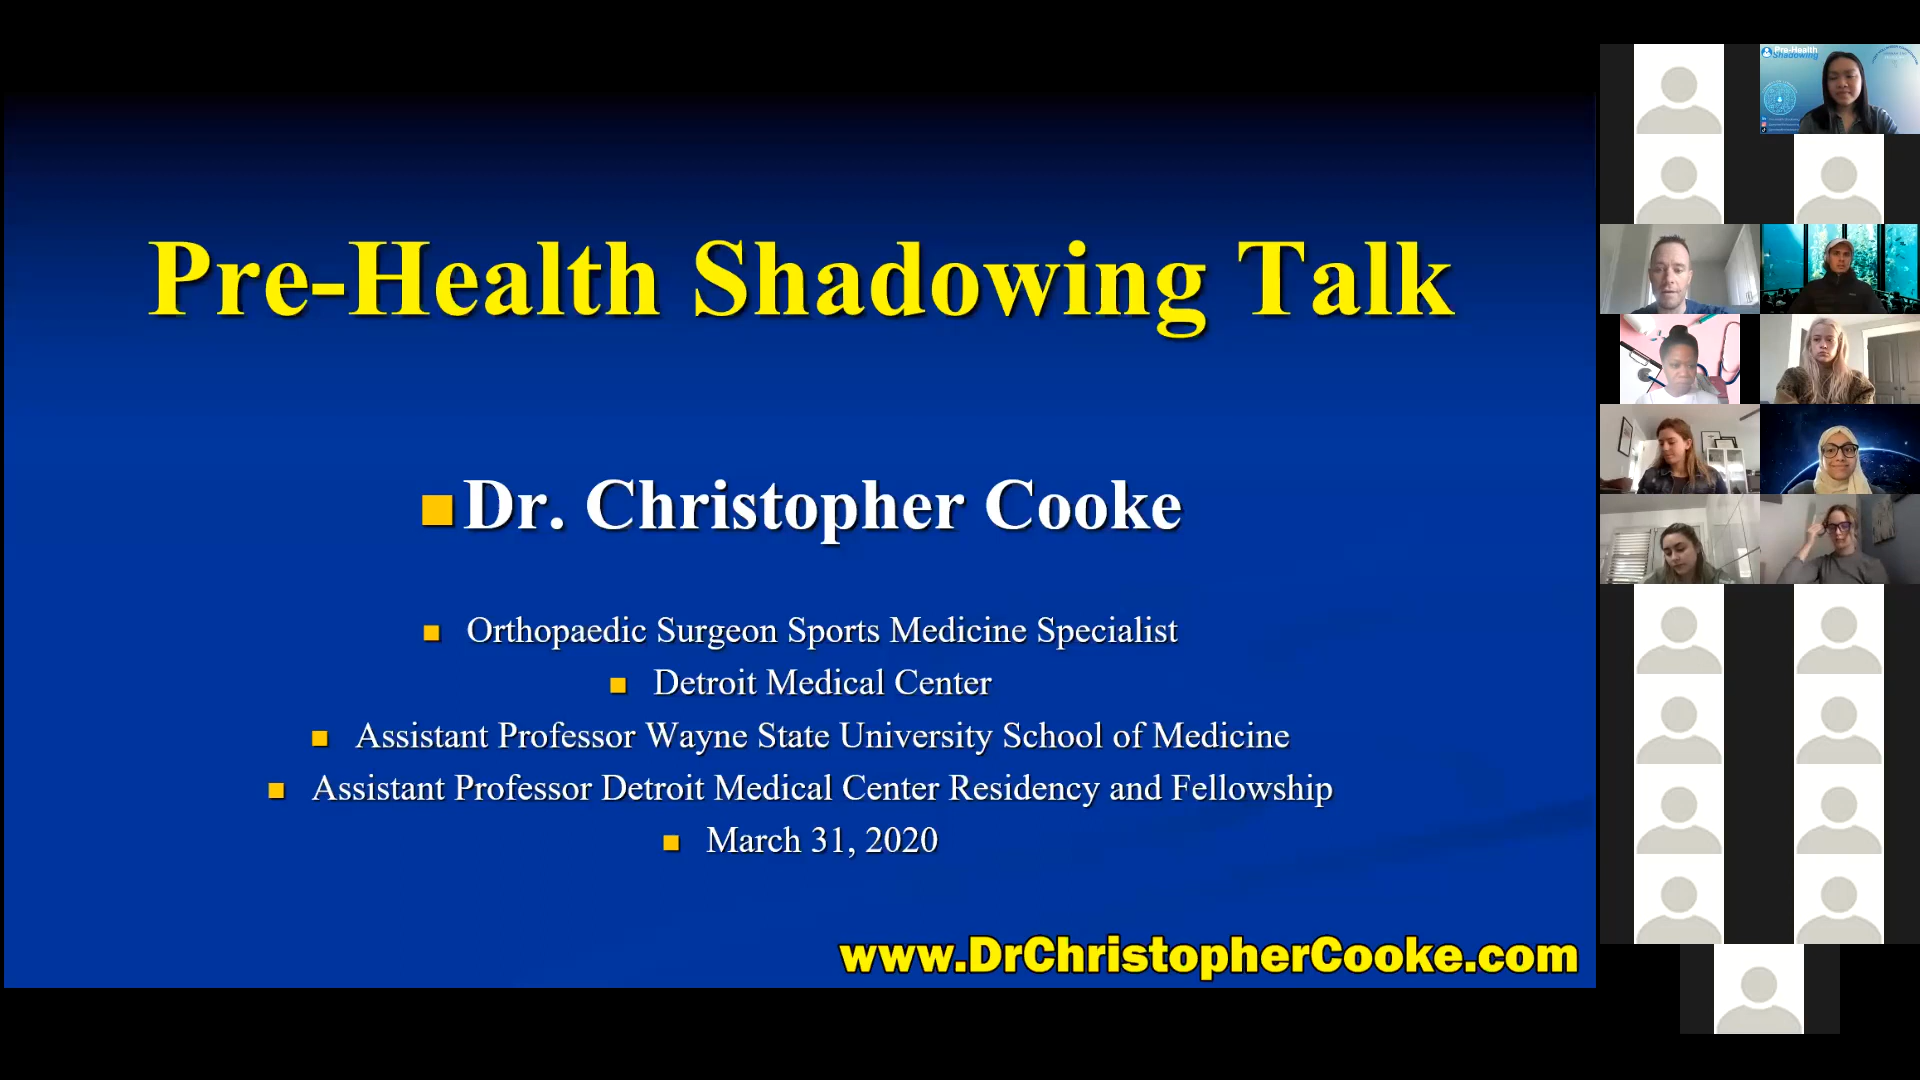 Pre-Health Shadowing Talk
Dr. Christopher Cooke
Orthopaedic Surgeon Sports Medicine Specialist
Detroit Medical Center
Assistant Professor Wayne State University School of Medicine
Assistant Professor Detroit Medical Center Residency and Fellowship
March 31, 2020
www.DrChristopherCooke.com
Pre-Health
Shadowing